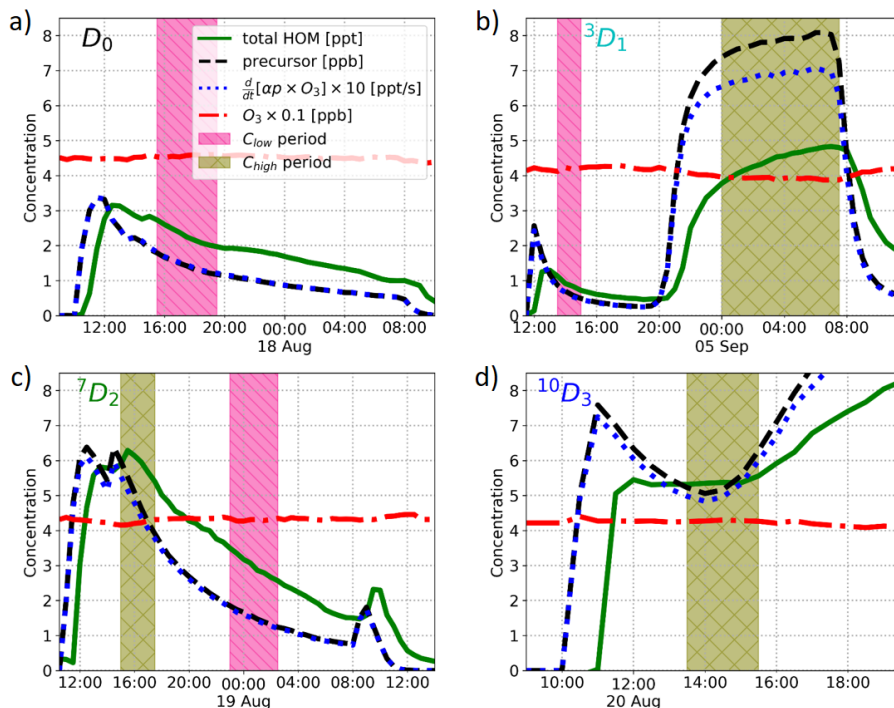 a)
D₀
total HOM [ppt]
precursor [ppb]
d/dt[αp × O₃] × 10 [ppt/s]
O₃ × 0.1 [ppb]
C_low period
C_high period
Concentration
8
7
6
5
4
3
2
1
0
12:00 16:00 20:00 00:00 04:00 08:00
18 Aug
b)
³D₁
Concentration
8
7
6
5
4
3
2
1
0
12:00 16:00 20:00 00:00 04:00 08:00
05 Sep
c)
⁷D₂
Concentration
8
7
6
5
4
3
2
1
0
12:00 16:00 20:00 00:00 04:00 08:00 12:00
19 Aug
d)
¹⁰D₃
Concentration
8
7
6
5
4
3
2
1
0
10:00 12:00 14:00 16:00 18:00
20 Aug